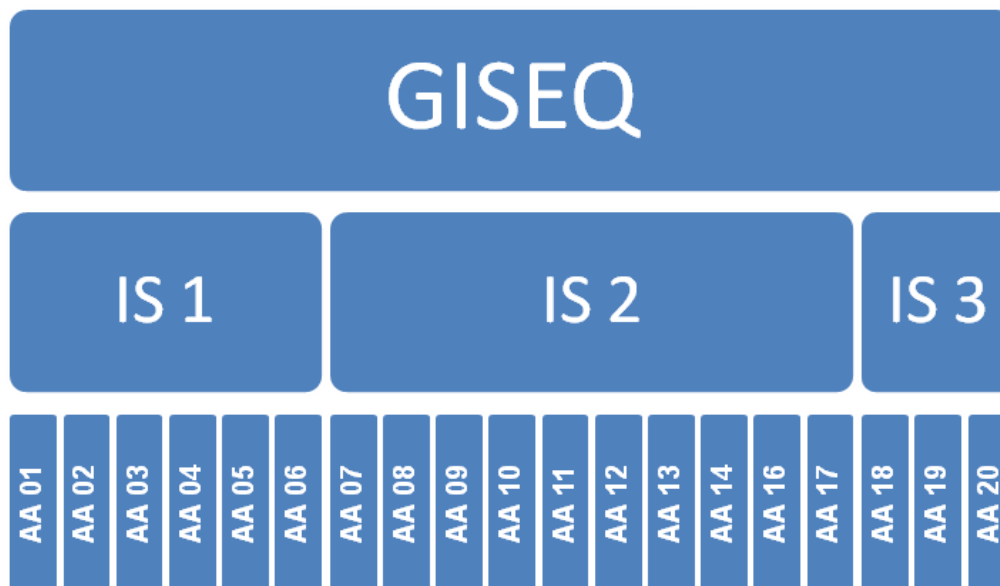 GISEQ
IS 1
IS 2
IS 3
AA 01
AA 02
AA 03
AA 04
AA 05
AA 06
AA 07
AA 08
AA 09
AA 10
AA 11
AA 12
AA 13
AA 14
AA 16
AA 17
AA 18
AA 19
AA 20